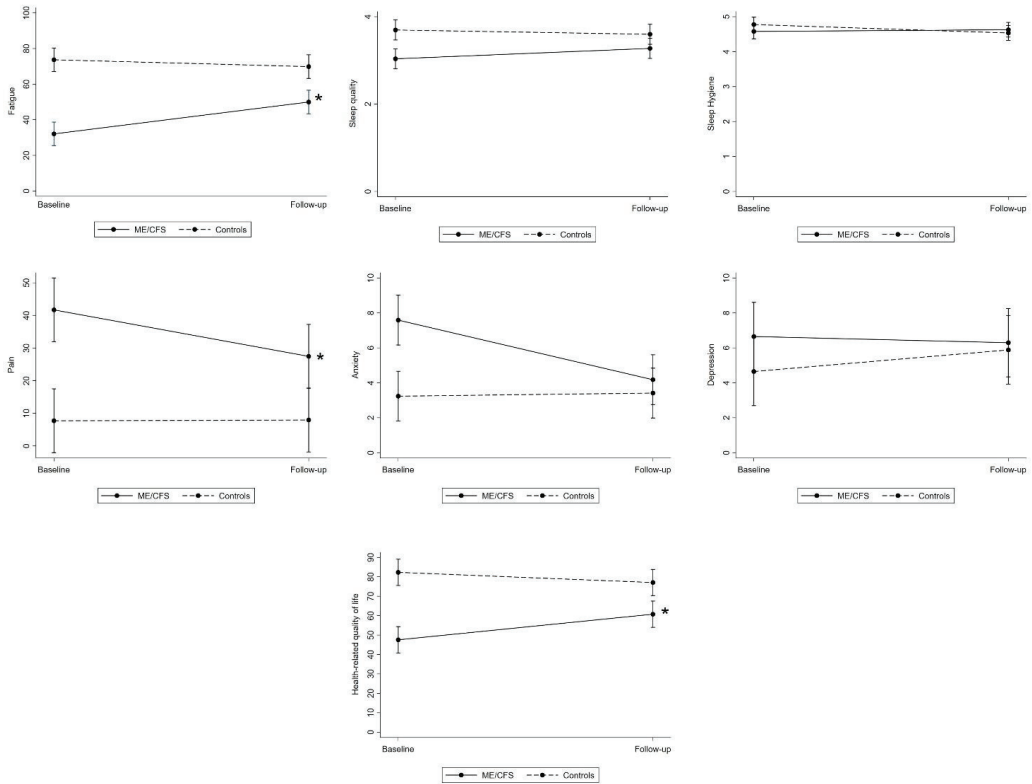 Fatigue
100
80
60
40
20
0
*
Baseline
Follow-up
ME/CFS
Controls
Sleep quality
4
2
0
Baseline
Follow-up
ME/CFS
Controls
Sleep Hygiene
5
4
3
2
1
0
Baseline
Follow-up
ME/CFS
Controls
Pain
50
40
30
20
10
0
*
Baseline
Follow-up
ME/CFS
Controls
Anxiety
10
8
6
4
2
0
Baseline
Follow-up
ME/CFS
Controls
Depression
10
8
6
4
2
0
Baseline
Follow-up
ME/CFS
Controls
Health-related quality of life
90
80
70
60
50
40
30
20
10
0
*
Baseline
Follow-up
ME/CFS
Controls